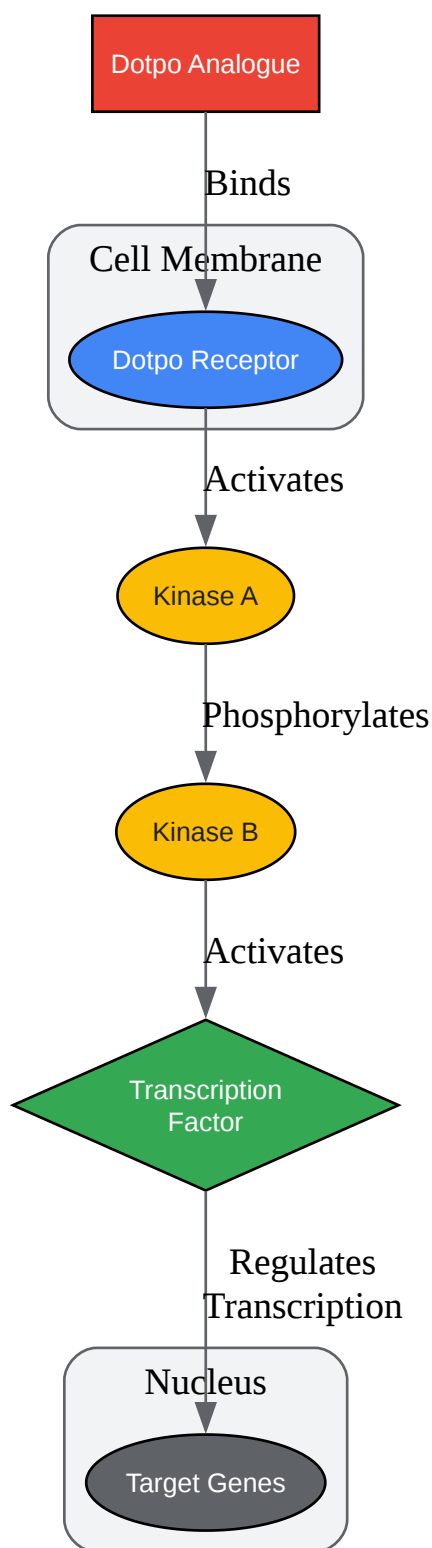 Dotpo Analogue
Binds
Cell Membrane
Dotpo Receptor
Activates
Kinase A
Phosphorylates
Kinase B
Activates
Transcription
Factor
Regulates
Transcription
Nucleus
Target Genes